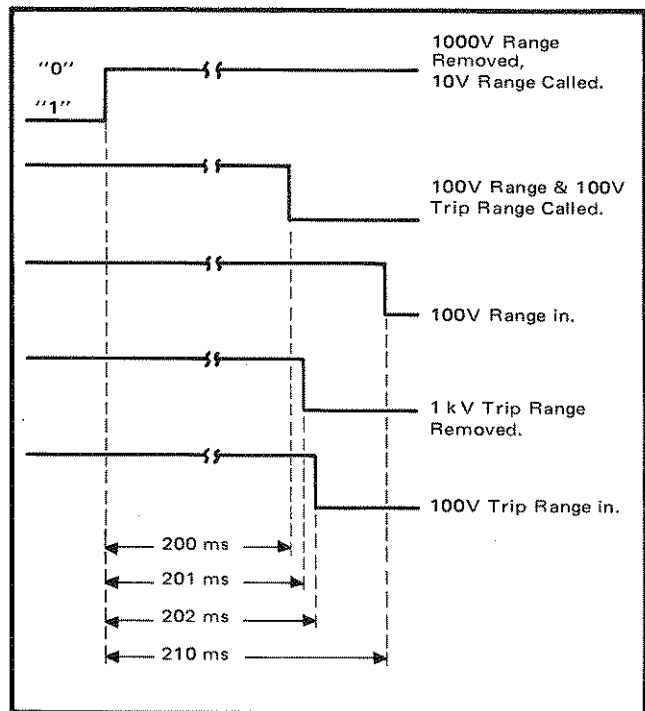 1000V Range
Removed,
10V Range Called.
"0"
"1"
100V Range & 100V
Trip Range Called.
100V Range in.
1 kV Trip Range
Removed.
100V Trip Range in.
200 ms
201 ms
202 ms
210 ms